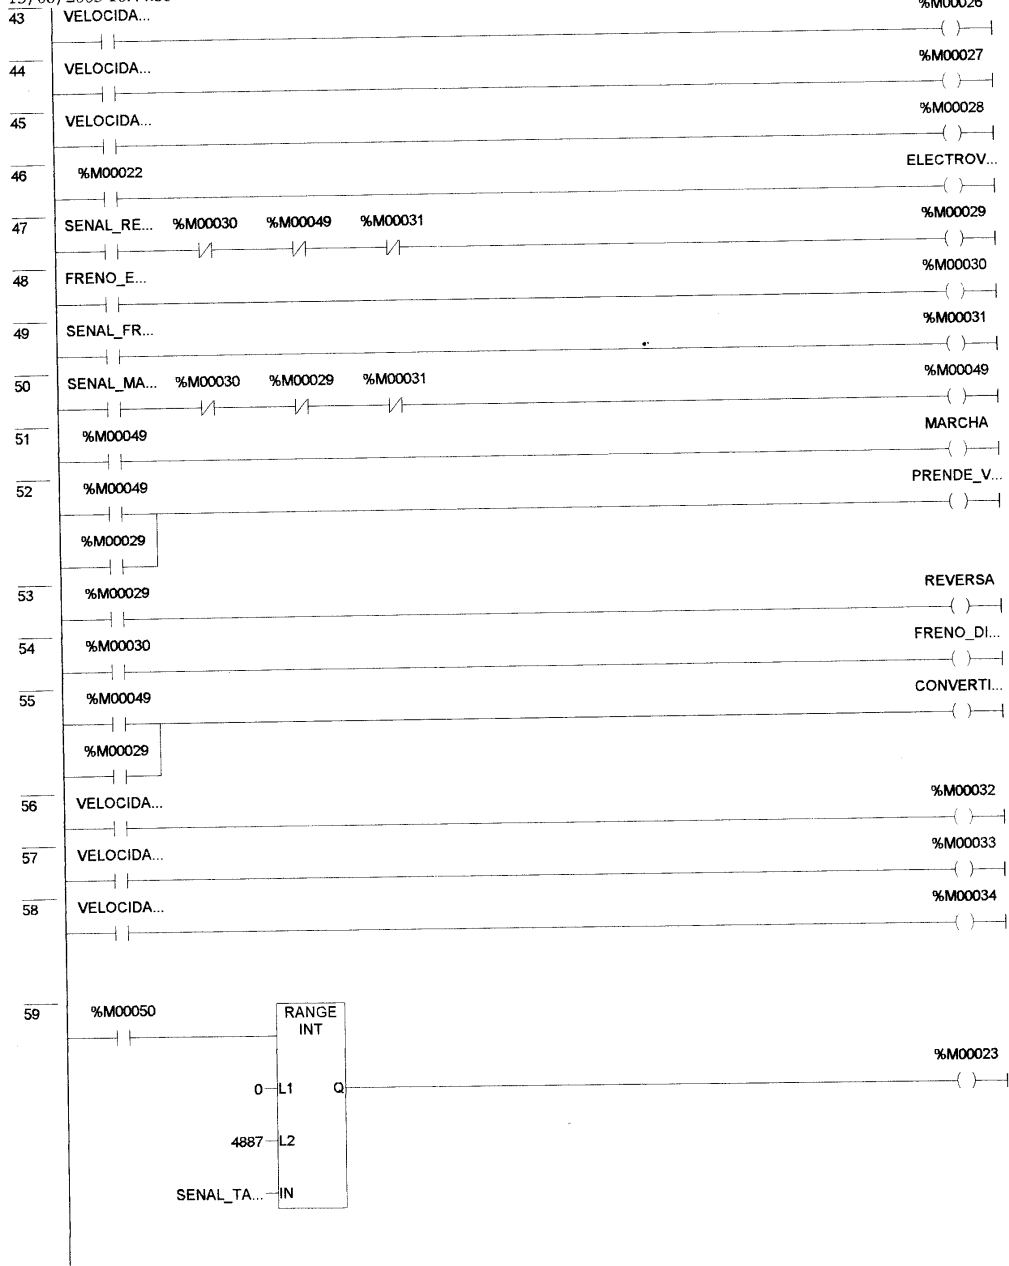 %M00026
43 VELOCIDA...
%M00027
44 VELOCIDA...
%M00028
45 VELOCIDA...
ELECTROV...
46 %M00022
%M00029
47 SENAL_RE... %M00030 %M00049 %M00031
%M00030
48 FRENO_E...
%M00031
49 SENAL_FR...
%M00049
50 SENAL_MA... %M00030 %M00029 %M00031
MARCHA
51 %M00049
PRENDE_V...
52 %M00049
%M00029
REVERSA
53 %M00029
FRENO_DI...
54 %M00030
CONVERTI...
55 %M00049
%M00029
%M00032
56 VELOCIDA...
%M00033
57 VELOCIDA...
%M00034
58 VELOCIDA...
59 %M00050 RANGE
INT
%M00023
0 L1 Q
4887 L2
SENAL_TA... IN